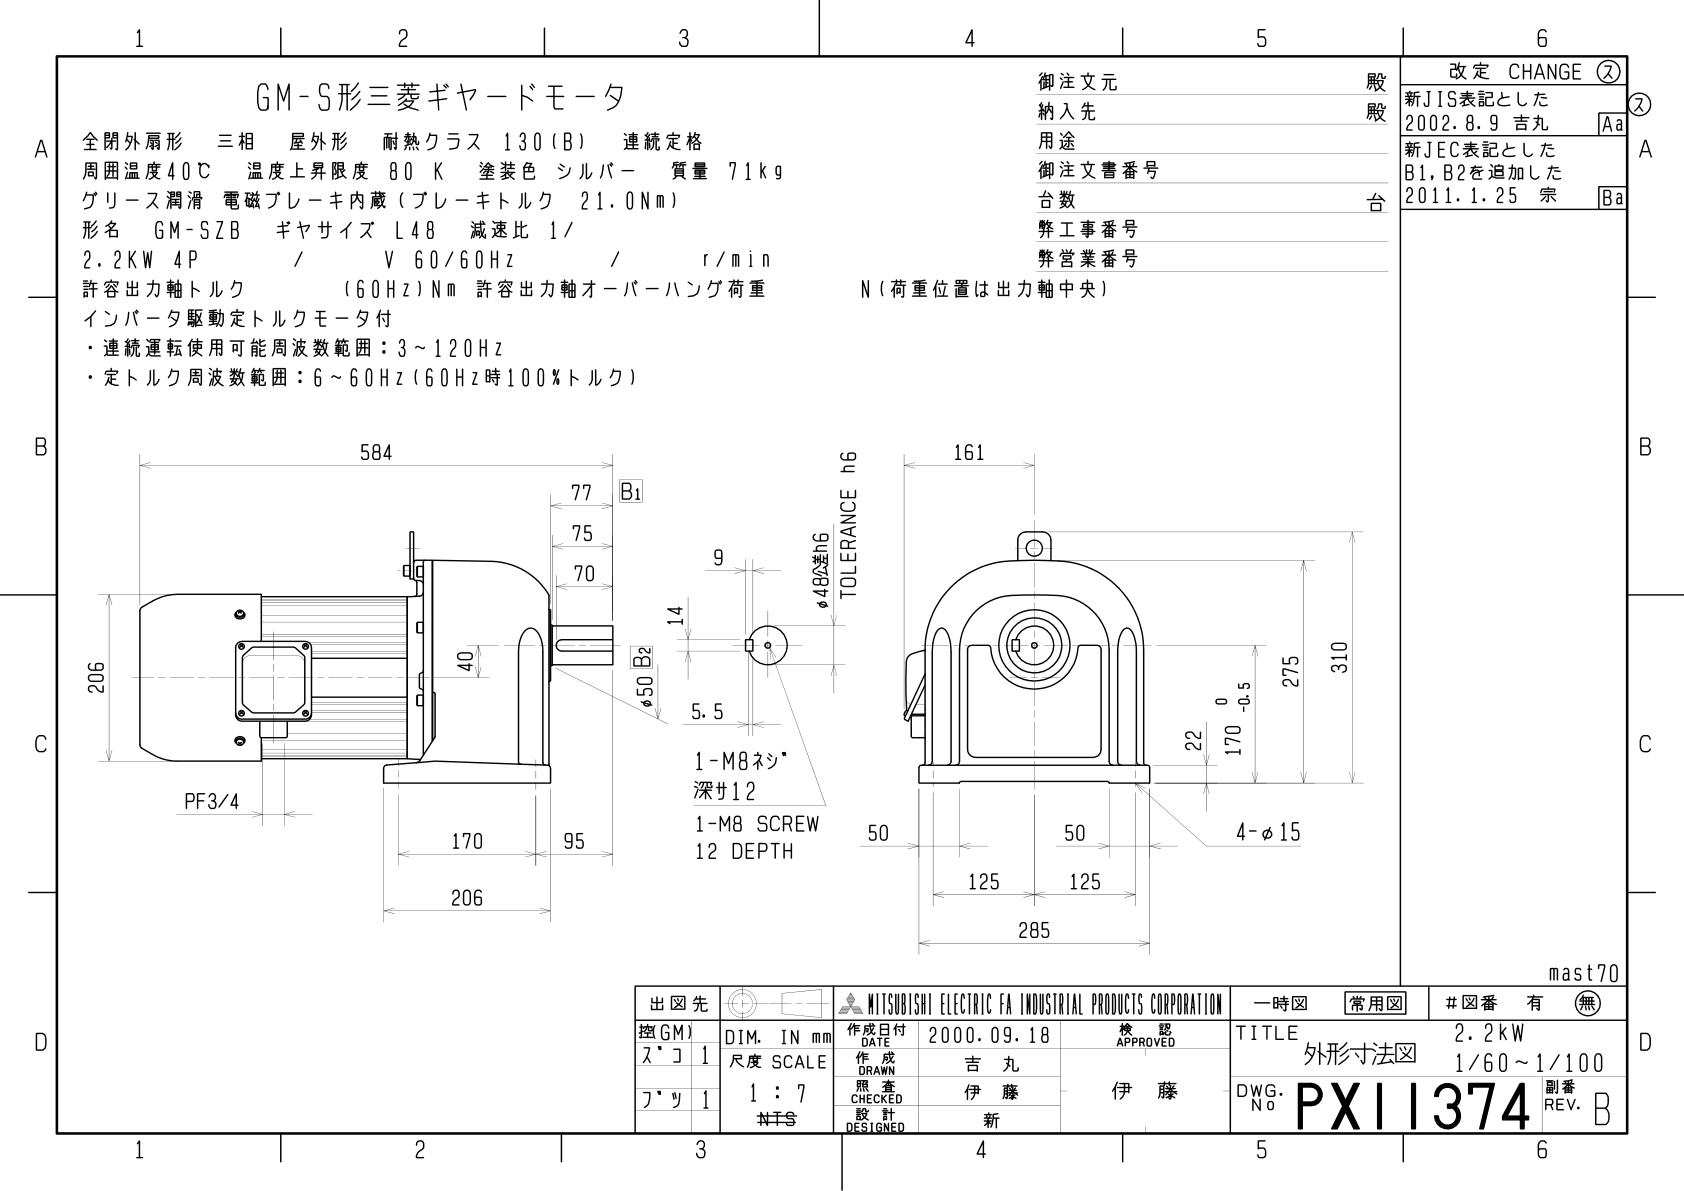 1 2 3 4 5 6
GM-S形三菱ギヤードモータ
全閉外扇形 三相 屋外形 耐熱クラス 130(B) 連続定格
周囲温度40℃ 温度上昇限度 80 K 塗装色 シルバー 質量 71kg
グリース潤滑 電磁ブレーキ内蔵(ブレーキトルク 21.0Nm)
形名 GM-SZB ギヤサイズ L48 減速比 1/
2.2KW 4P / V 60/60Hz / r/min
許容出力軸トルク (60Hz)Nm 許容出力軸オーバーハング荷重 N(荷重位置は出力軸中央)
インバータ駆動定トルクモータ付
・連続運転使用可能周波数範囲:3~120Hz
・定トルク周波数範囲:6~60Hz(60Hz時100%トルク)
御注文元 殿
納入先 殿
用途
御注文書番号
台数 台
弊工事番号
弊営業番号
改定 CHANGE ス
新JIS表記とした
2002.8.9 吉丸 Aa
新JEC表記とした
B1,B2を追加した
2011.1.25 宗 Ba
ス
A A
B B
C C
D D
584
77 B1
75
70
206
40
φ50 B2
PF3/4
170 95
206
9
14
5.5
φ48公差h6
TOLERANCE h6
1-M8ネジ
深サ12
1-M8 SCREW
12 DEPTH
161
310
275
170 0 -0.5
22
50 50
4-φ15
125 125
285
mast70
出図先
控(GM)
ズコ 1
ブツ 1
DIM. IN mm
尺度 SCALE
1 : 7
NTS
MITSUBISHI ELECTRIC FA INDUSTRIAL PRODUCTS CORPORATION
作成日付 DATE 2000.09.18
作成 DRAWN 吉丸
照査 CHECKED 伊藤
設計 DESIGNED 新
検認 APPROVED
伊藤
一時図 常用図 #図番 有 無
TITLE 外形寸法図
2.2kW
1/60~1/100
DWG. No PX11374
副番 REV. B
1 2 3 4 5 6